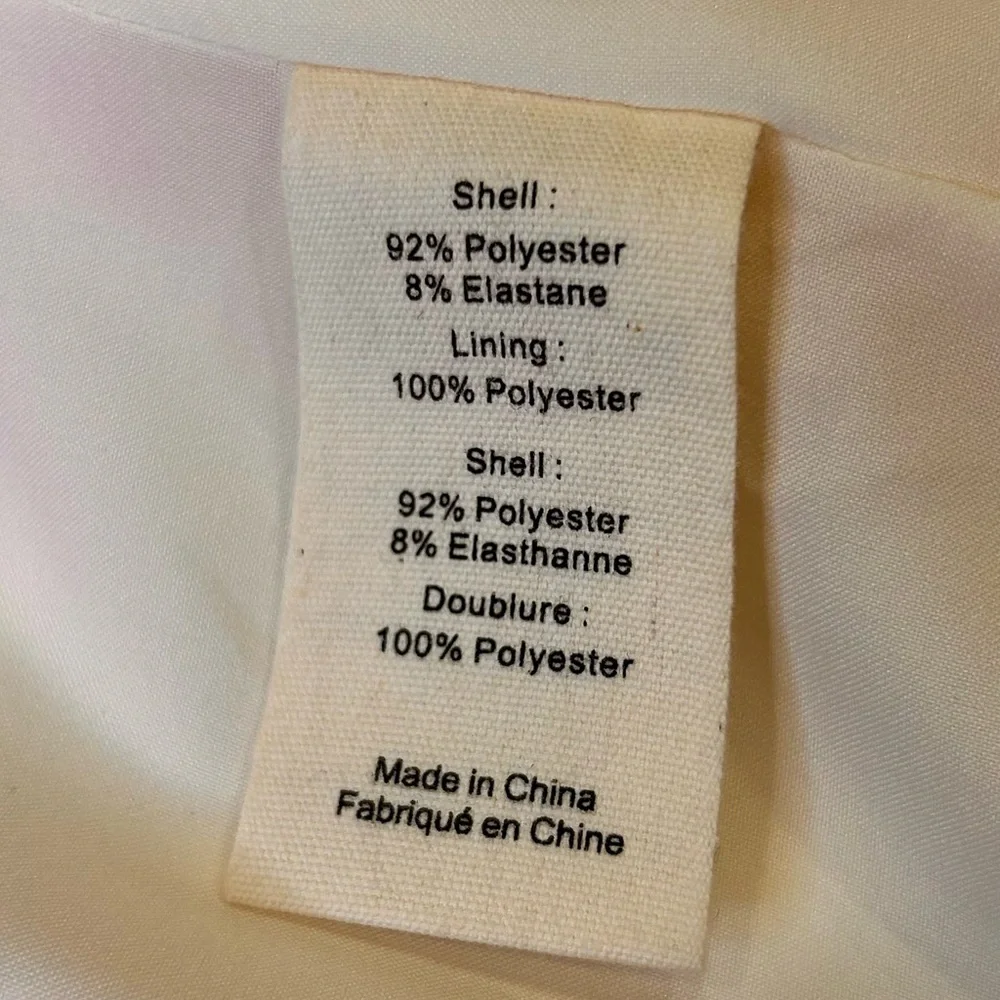 Shell :
92% Polyester
8% Elastane
Lining :
100% Polyester
Shell :
92% Polyester
8% Elasthanne
Doublure :
100% Polyester
Made in China
Fabriqué en Chine